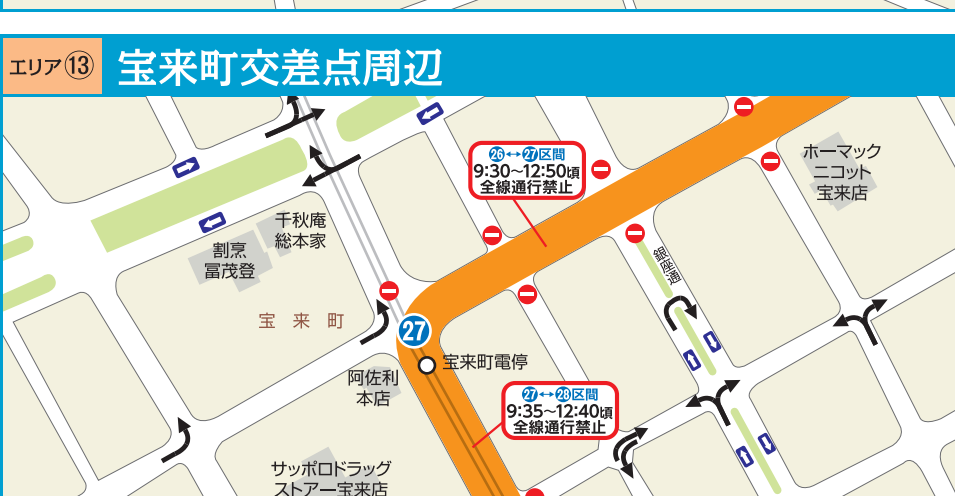 エリア⑬ 宝来町交差点周辺
㉖↔㉗区間
9:30〜12:50頃
全線通行禁止
ホーマック
ニコット
宝来店
千秋庵
総本家
割烹
冨茂登
銀座通
宝来町
27
宝来町電停
阿佐利
本店
㉗↔㉘区間
9:35〜12:40頃
全線通行禁止
サッポロドラッグ
ストアー宝来店